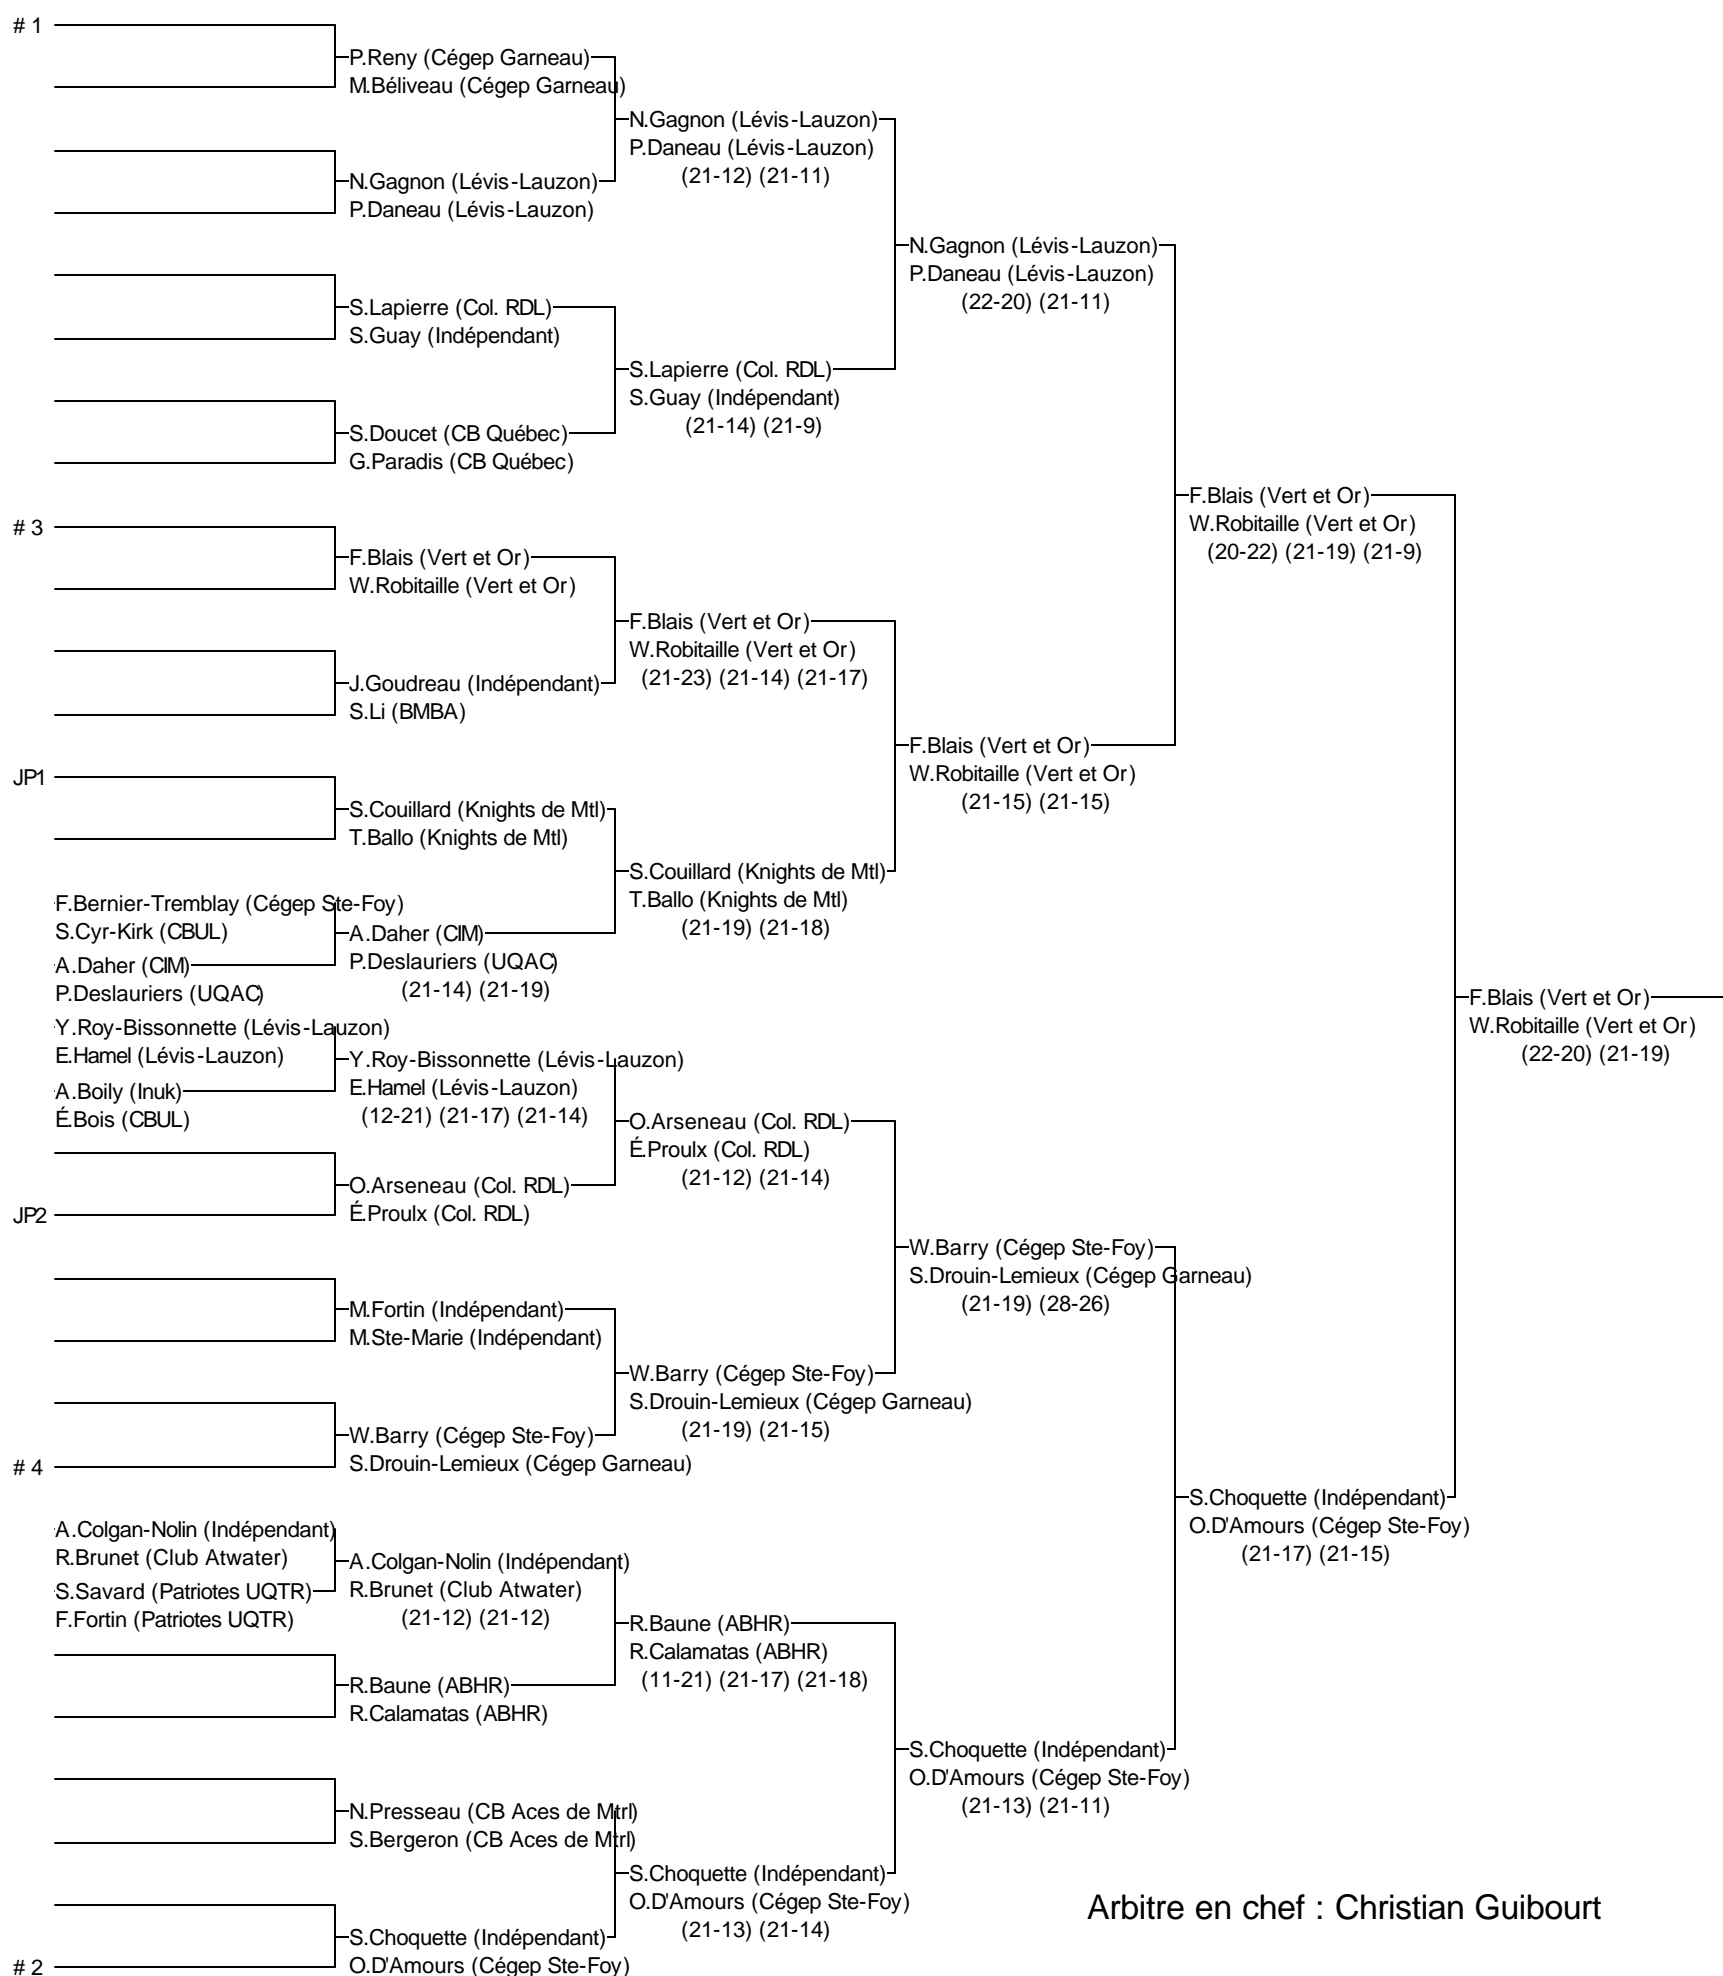 # 1
P.Reny (Cégep Garneau)
M.Béliveau (Cégep Garneau)
N.Gagnon (Lévis-Lauzon)
P.Daneau (Lévis-Lauzon)
(21-12) (21-11)
N.Gagnon (Lévis-Lauzon)
P.Daneau (Lévis-Lauzon)
N.Gagnon (Lévis-Lauzon)
P.Daneau (Lévis-Lauzon)
(22-20) (21-11)
S.Lapierre (Col. RDL)
S.Guay (Indépendant)
S.Lapierre (Col. RDL)
S.Guay (Indépendant)
(21-14) (21-9)
S.Doucet (CB Québec)
G.Paradis (CB Québec)
F.Blais (Vert et Or)
W.Robitaille (Vert et Or)
(20-22) (21-19) (21-9)
# 3
F.Blais (Vert et Or)
W.Robitaille (Vert et Or)
F.Blais (Vert et Or)
W.Robitaille (Vert et Or)
(21-23) (21-14) (21-17)
J.Goudreau (Indépendant)
S.Li (BMBA)
F.Blais (Vert et Or)
W.Robitaille (Vert et Or)
(21-15) (21-15)
JP1
S.Couillard (Knights de Mtl)
T.Ballo (Knights de Mtl)
S.Couillard (Knights de Mtl)
T.Ballo (Knights de Mtl)
(21-19) (21-18)
F.Bernier-Tremblay (Cégep Ste-Foy)
S.Cyr-Kirk (CBUL)
A.Daher (CIM)
P.Deslauriers (UQAC)
A.Daher (CIM)
P.Deslauriers (UQAC)
(21-14) (21-19)
F.Blais (Vert et Or)
W.Robitaille (Vert et Or)
(22-20) (21-19)
Y.Roy-Bissonnette (Lévis-Lauzon)
E.Hamel (Lévis-Lauzon)
A.Boily (Inuk)
É.Bois (CBUL)
Y.Roy-Bissonnette (Lévis-Lauzon)
E.Hamel (Lévis-Lauzon)
(12-21) (21-17) (21-14)
O.Arseneau (Col. RDL)
É.Proulx (Col. RDL)
(21-12) (21-14)
JP2
O.Arseneau (Col. RDL)
É.Proulx (Col. RDL)
W.Barry (Cégep Ste-Foy)
S.Drouin-Lemieux (Cégep Garneau)
(21-19) (28-26)
M.Fortin (Indépendant)
M.Ste-Marie (Indépendant)
W.Barry (Cégep Ste-Foy)
S.Drouin-Lemieux (Cégep Garneau)
(21-19) (21-15)
# 4
W.Barry (Cégep Ste-Foy)
S.Drouin-Lemieux (Cégep Garneau)
S.Choquette (Indépendant)
O.D'Amours (Cégep Ste-Foy)
(21-17) (21-15)
A.Colgan-Nolin (Indépendant)
R.Brunet (Club Atwater)
S.Savard (Patriotes UQTR)
F.Fortin (Patriotes UQTR)
A.Colgan-Nolin (Indépendant)
R.Brunet (Club Atwater)
(21-12) (21-12)
R.Baune (ABHR)
R.Calamatas (ABHR)
(11-21) (21-17) (21-18)
R.Baune (ABHR)
R.Calamatas (ABHR)
S.Choquette (Indépendant)
O.D'Amours (Cégep Ste-Foy)
(21-13) (21-11)
N.Presseau (CB Aces de Mtrl)
S.Bergeron (CB Aces de Mtrl)
S.Choquette (Indépendant)
O.D'Amours (Cégep Ste-Foy)
(21-13) (21-14)
# 2
S.Choquette (Indépendant)
O.D'Amours (Cégep Ste-Foy)
Arbitre en chef : Christian Guibourt